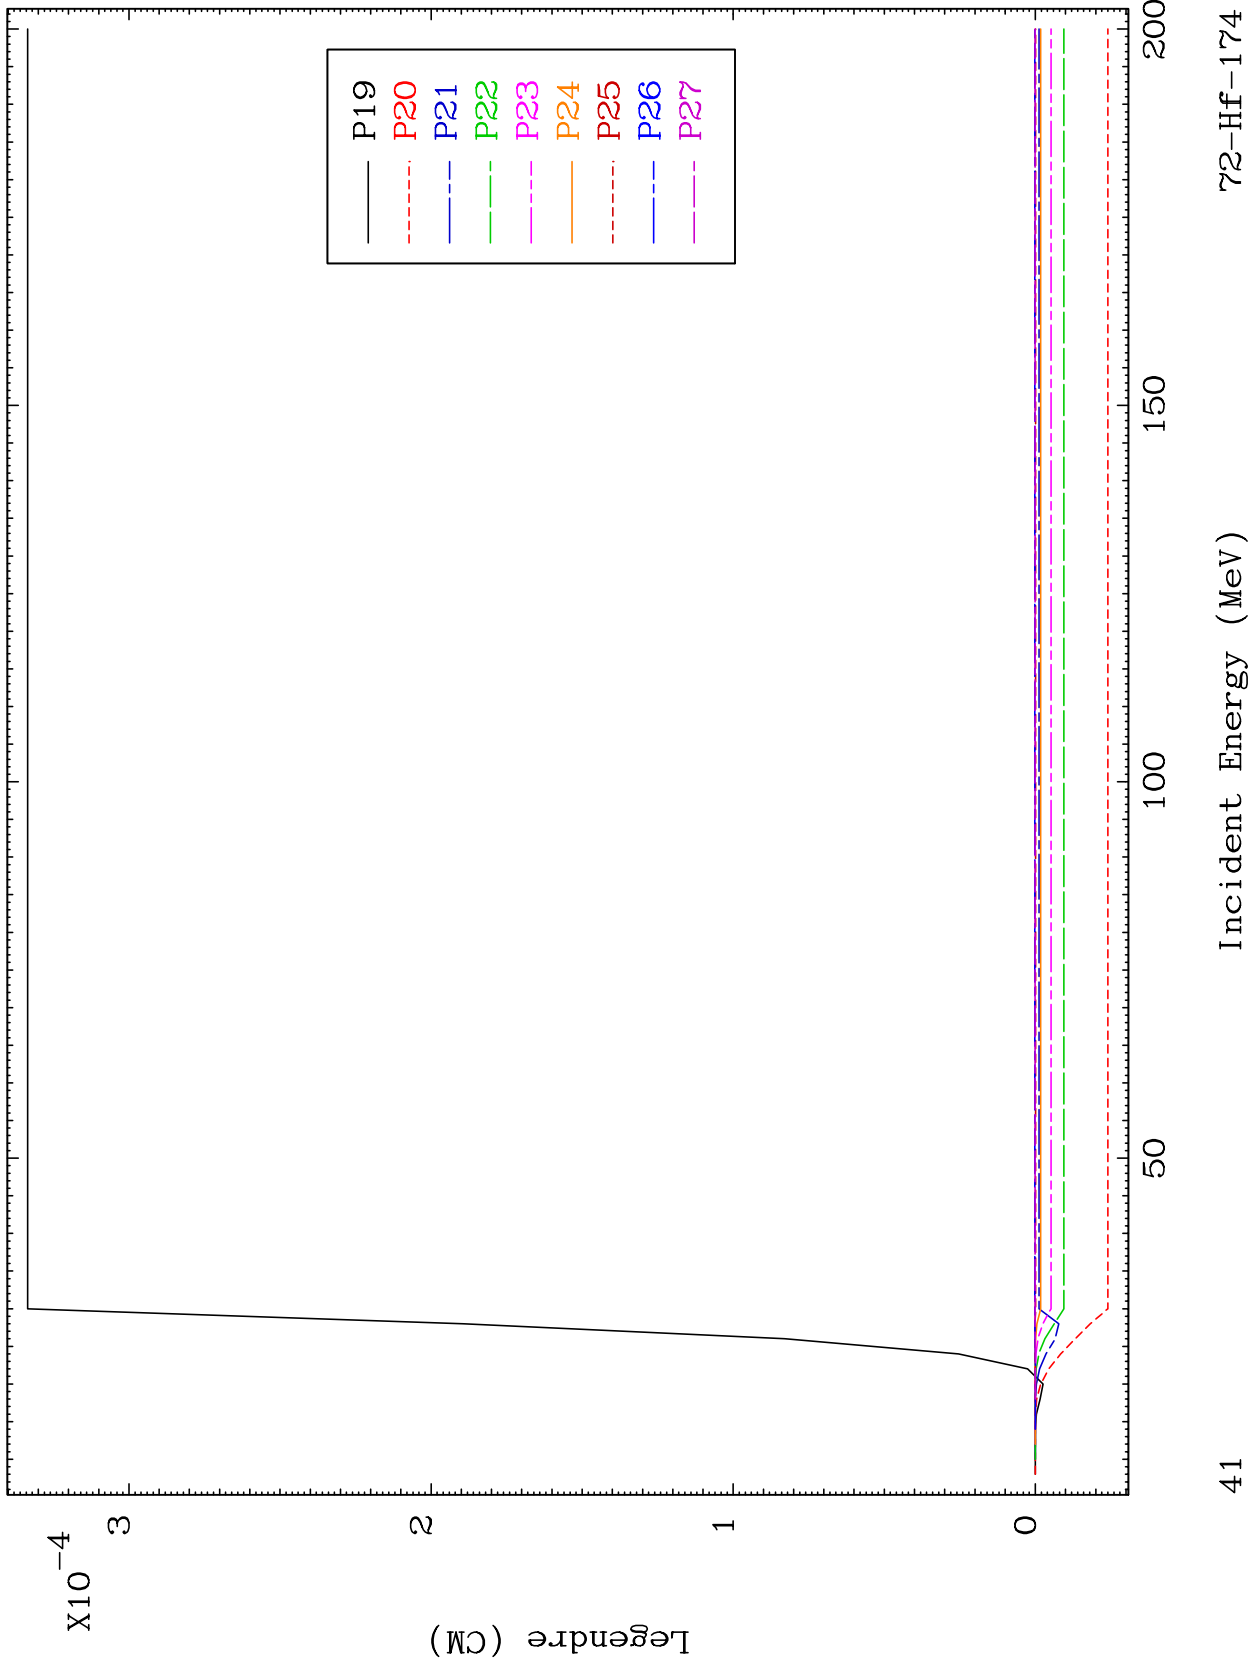 X10
-4
Legendre (CM)
3
2
1
0
P19
P20
P21
P22
P23
P24
P25
P26
P27
50
100
150
200
Incident Energy (MeV)
41
72-Hf-174